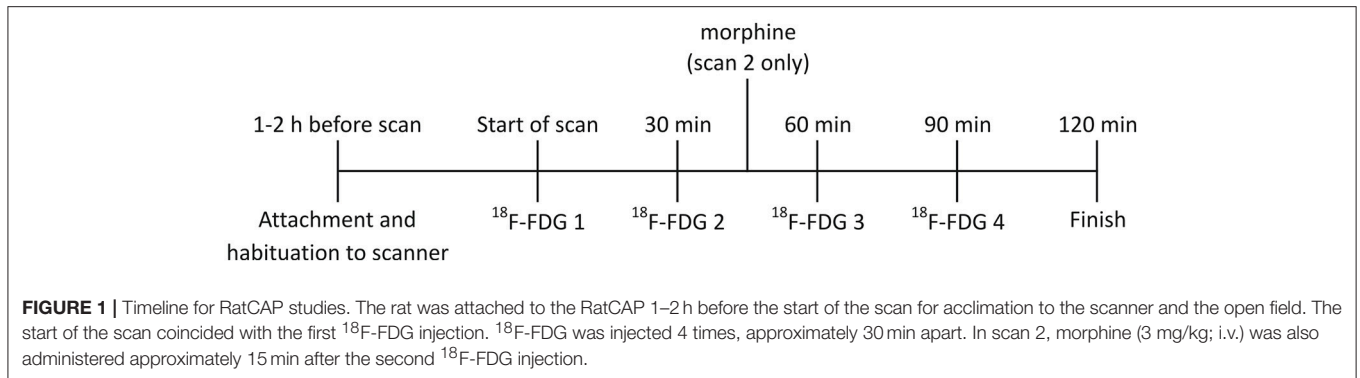 morphine
(scan 2 only)
1-2 h before scan
Start of scan
30 min
60 min
90 min
120 min
Attachment and
habituation to scanner
¹⁸F-FDG 1
¹⁸F-FDG 2
¹⁸F-FDG 3
¹⁸F-FDG 4
Finish
FIGURE 1 | Timeline for RatCAP studies. The rat was attached to the RatCAP 1–2 h before the start of the scan for acclimation to the scanner and the open field. The
start of the scan coincided with the first ¹⁸F-FDG injection. ¹⁸F-FDG was injected 4 times, approximately 30 min apart. In scan 2, morphine (3 mg/kg; i.v.) was also
administered approximately 15 min after the second ¹⁸F-FDG injection.